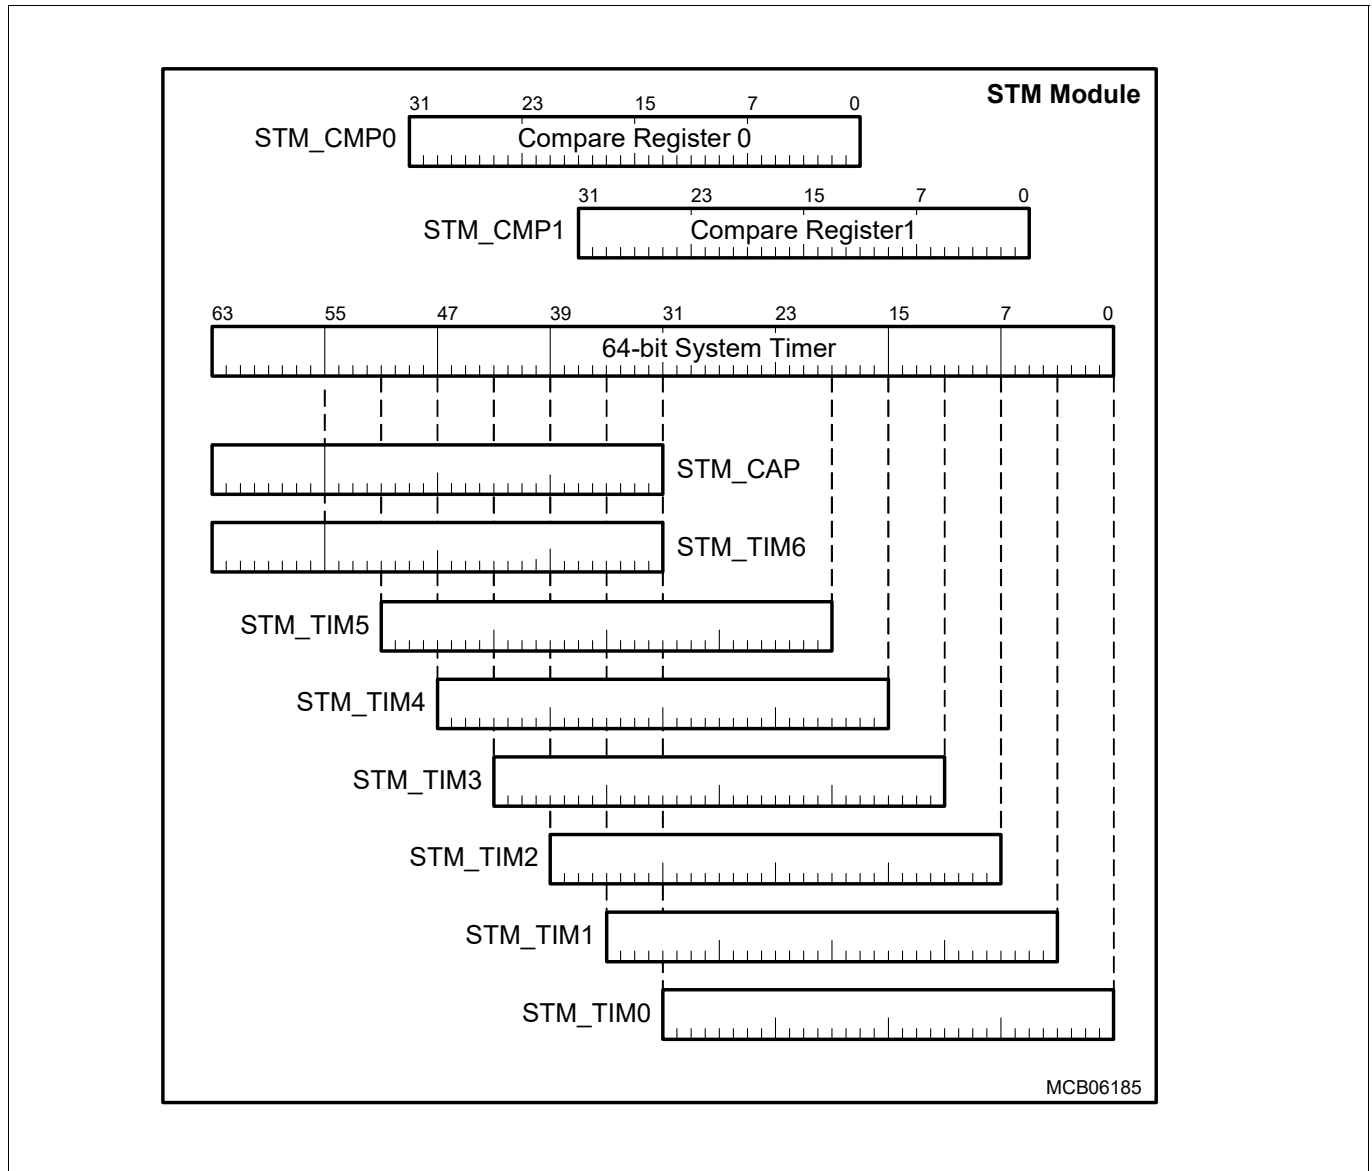 STM Module
31 23 15 7 0
STM_CMP0 Compare Register 0
31 23 15 7 0
STM_CMP1 Compare Register1
63 55 47 39 31 23 15 7 0
64-bit System Timer
STM_CAP
STM_TIM6
STM_TIM5
STM_TIM4
STM_TIM3
STM_TIM2
STM_TIM1
STM_TIM0
MCB06185